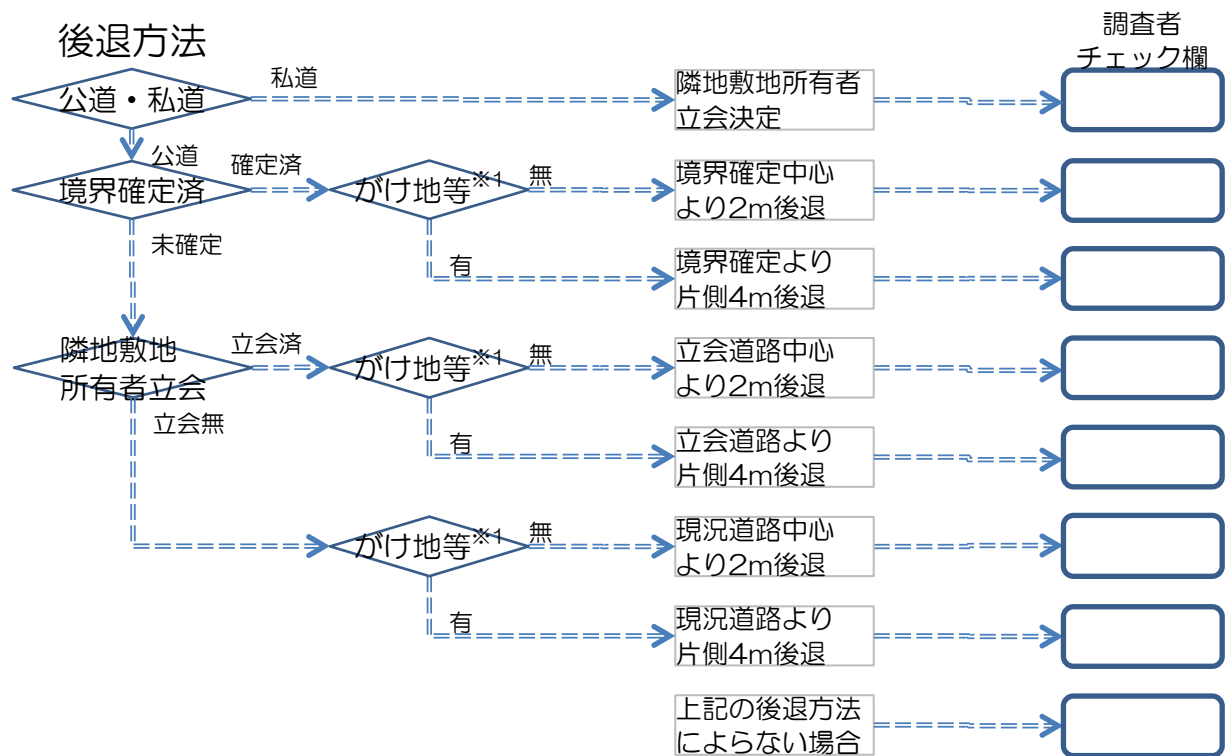 後退方法
調査者
チェック欄
公道・私道
私道
隣地敷地所有者
立会決定
公道
境界確定済
確定済
がけ地等※1
無
境界確定中心
より2m後退
未確定
有
境界確定より
片側4m後退
隣地敷地
所有者立会
立会済
がけ地等※1
無
立会道路中心
より2m後退
立会無
有
立会道路より
片側4m後退
がけ地等※1
無
現況道路中心
より2m後退
有
現況道路より
片側4m後退
上記の後退方法
によらない場合